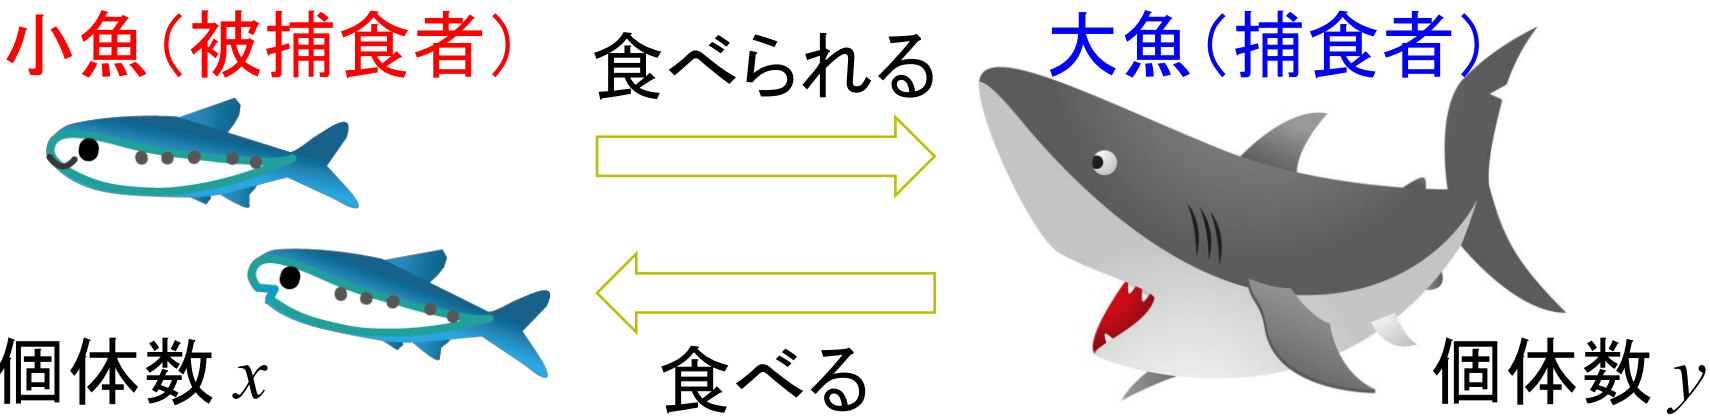 小魚（被捕食者）
食べられる
大魚（捕食者）
食べる
個体数 x
個体数 y